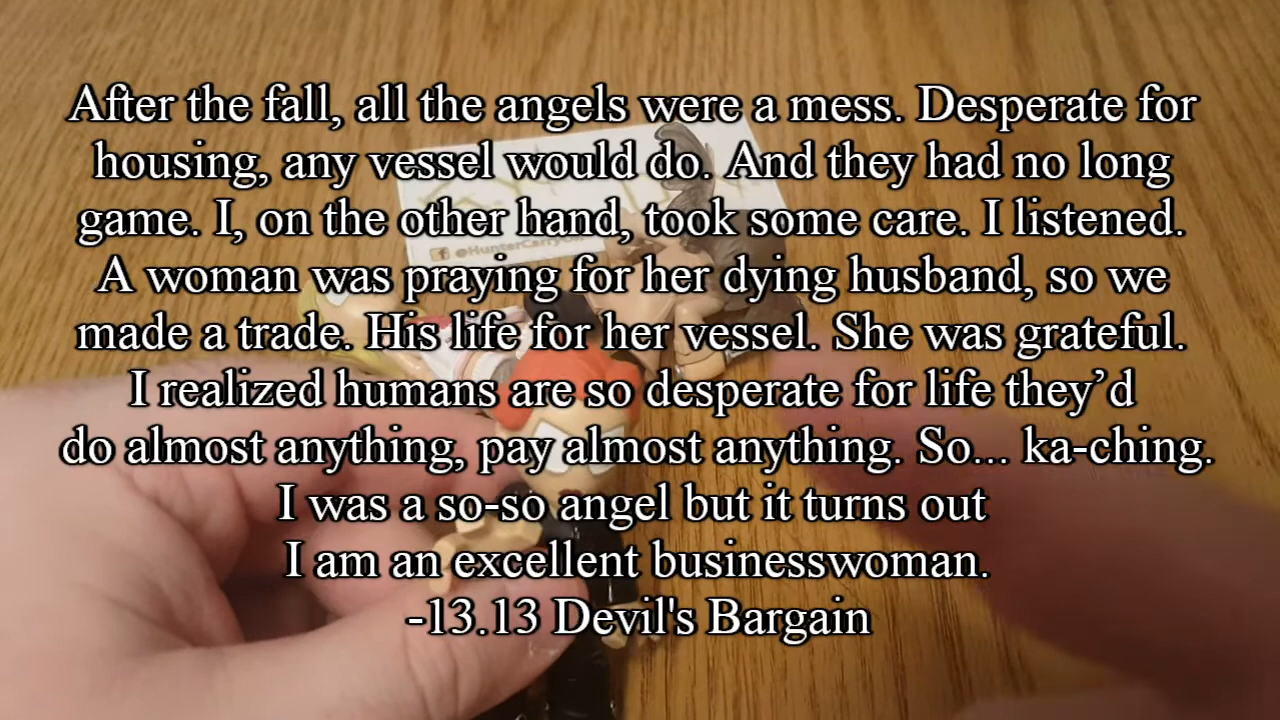 After the fall, all the angels were a mess. Desperate for
housing, any vessel would do. And they had no long
game. I, on the other hand, took some care. I listened.
A woman was praying for her dying husband, so we
made a trade. His life for her vessel. She was grateful.
I realized humans are so desperate for life they’d
do almost anything, pay almost anything. So... ka-ching.
I was a so-so angel but it turns out
I am an excellent businesswoman.
-13.13 Devil's Bargain
@HunterCarryOn